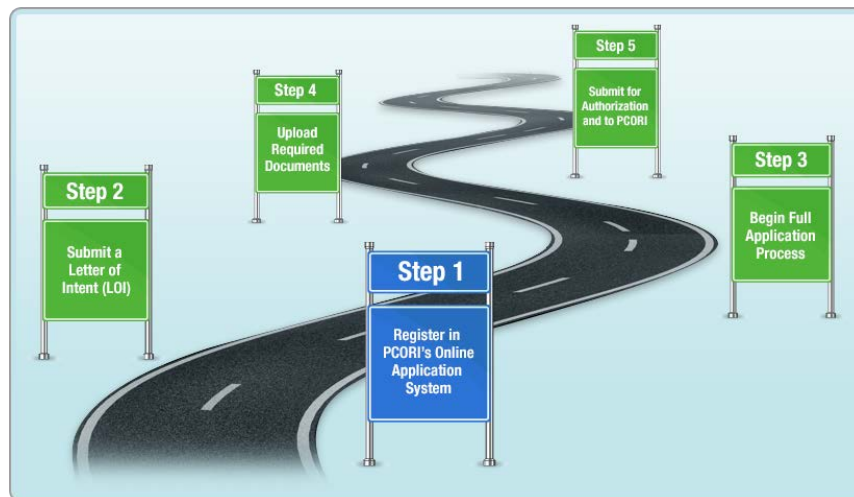 Step 1
Register in
PCORI's Online
Application
System
Step 2
Submit a
Letter of
Intent (LOI)
Step 3
Begin Full
Application
Process
Step 4
Upload
Required
Documents
Step 5
Submit for
Authorization
and to PCORI